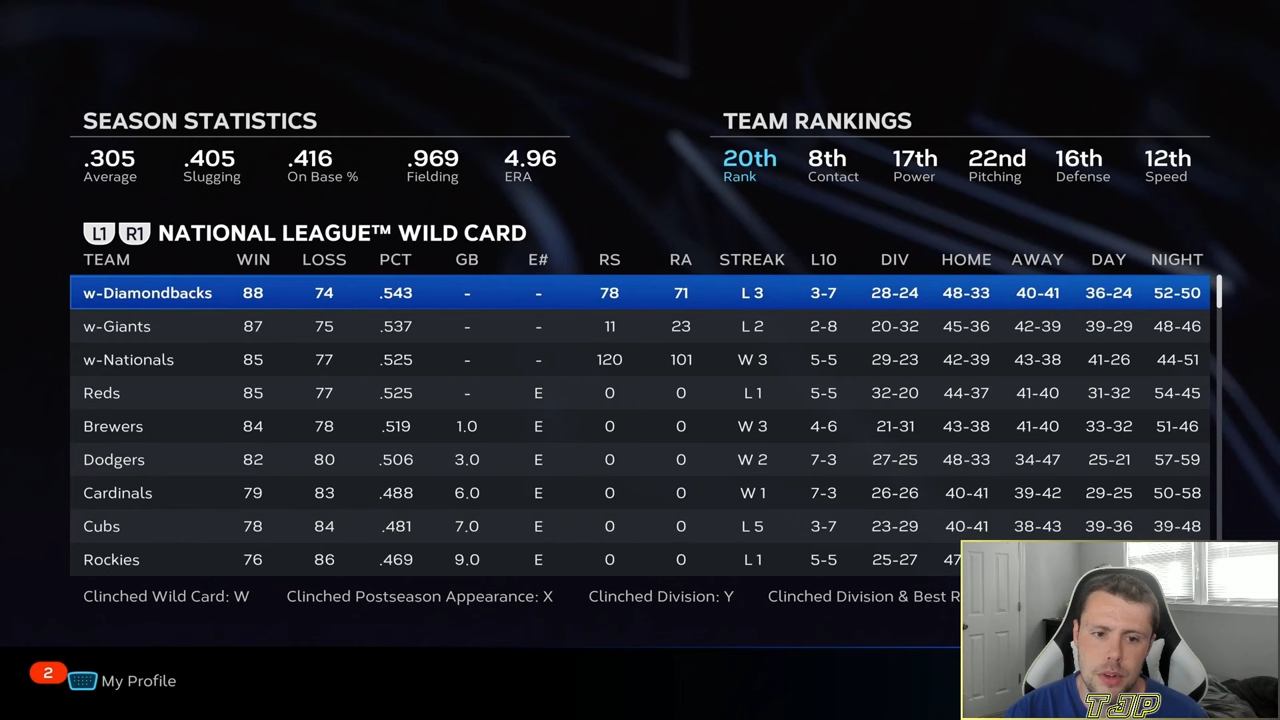 SEASON STATISTICS
.305 .405 .416 .969 4.96
Average Slugging On Base % Fielding ERA
TEAM RANKINGS
20th 8th 17th 22nd 16th 12th
Rank Contact Power Pitching Defense Speed
L1 R1 NATIONAL LEAGUE™ WILD CARD
TEAM WIN LOSS PCT GB E# RS RA STREAK L10 DIV HOME AWAY DAY NIGHT
w-Diamondbacks 88 74 .543 - - 78 71 L 3 3-7 28-24 48-33 40-41 36-24 52-50
w-Giants 87 75 .537 - - 11 23 L 2 2-8 20-32 45-36 42-39 39-29 48-46
w-Nationals 85 77 .525 - - 120 101 W 3 5-5 29-23 42-39 43-38 41-26 44-51
Reds 85 77 .525 - E 0 0 L 1 5-5 32-20 44-37 41-40 31-32 54-45
Brewers 84 78 .519 1.0 E 0 0 W 3 4-6 21-31 43-38 41-40 33-32 51-46
Dodgers 82 80 .506 3.0 E 0 0 W 2 7-3 27-25 48-33 34-47 25-21 57-59
Cardinals 79 83 .488 6.0 E 0 0 W 1 7-3 26-26 40-41 39-42 29-25 50-58
Cubs 78 84 .481 7.0 E 0 0 L 5 3-7 23-29 40-41 38-43 39-36 39-48
Rockies 76 86 .469 9.0 E 0 0 L 1 5-5 25-27 47
Clinched Wild Card: W Clinched Postseason Appearance: X Clinched Division: Y Clinched Division & Best R
2 My Profile
TJP